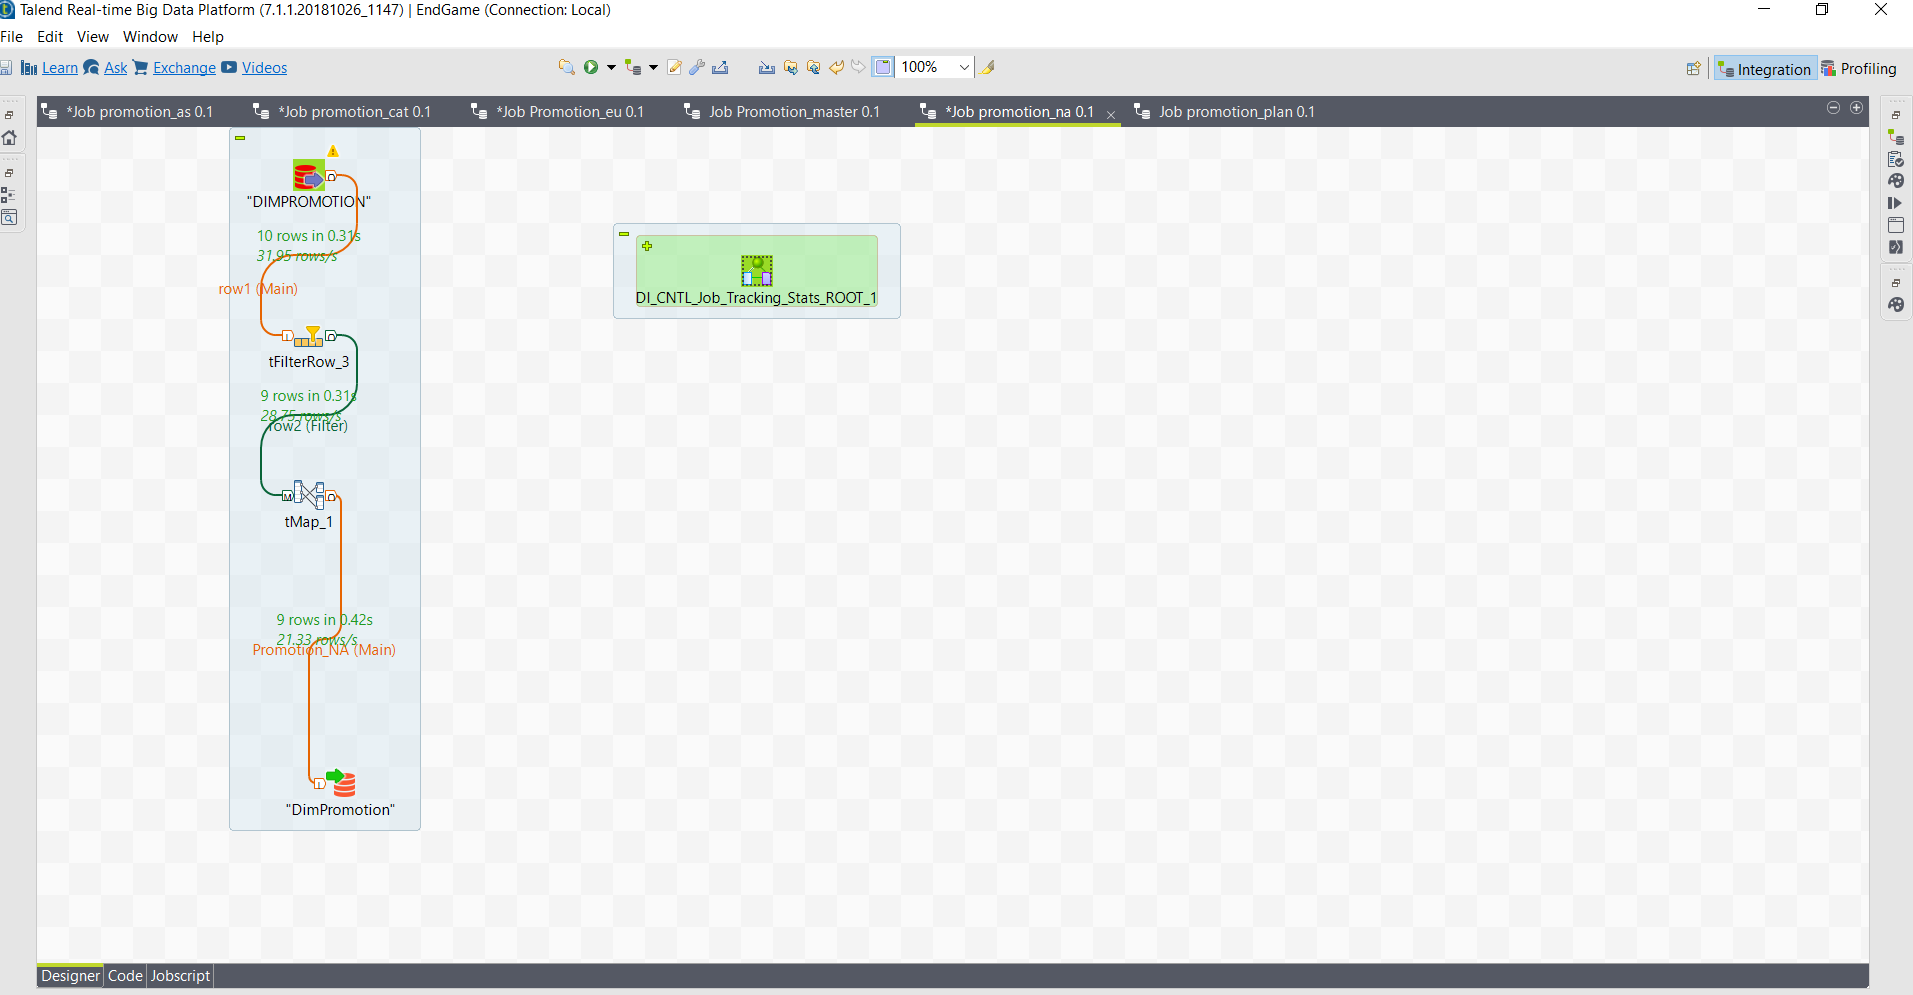 Talend Real-time Big Data Platform (7.1.1.20181026_1147) | EndGame (Connection: Local)
File Edit View Window Help
Learn Ask Exchange Videos 100% Integration Profiling
*Job promotion_as 0.1 *Job promotion_cat 0.1 *Job Promotion_eu 0.1 Job Promotion_master 0.1 *Job promotion_na 0.1 Job promotion_plan 0.1
"DIMPROMOTION"
10 rows in 0.31s
31.95 rows/s
row1 (Main)
tFilterRow_3
9 rows in 0.31s
28.75 rows/s
row2 (Filter)
M
tMap_1
9 rows in 0.42s
21.33 rows/s
Promotion_NA (Main)
"DimPromotion"
DI_CNTL_Job_Tracking_Stats_ROOT_1
Designer Code Jobscript